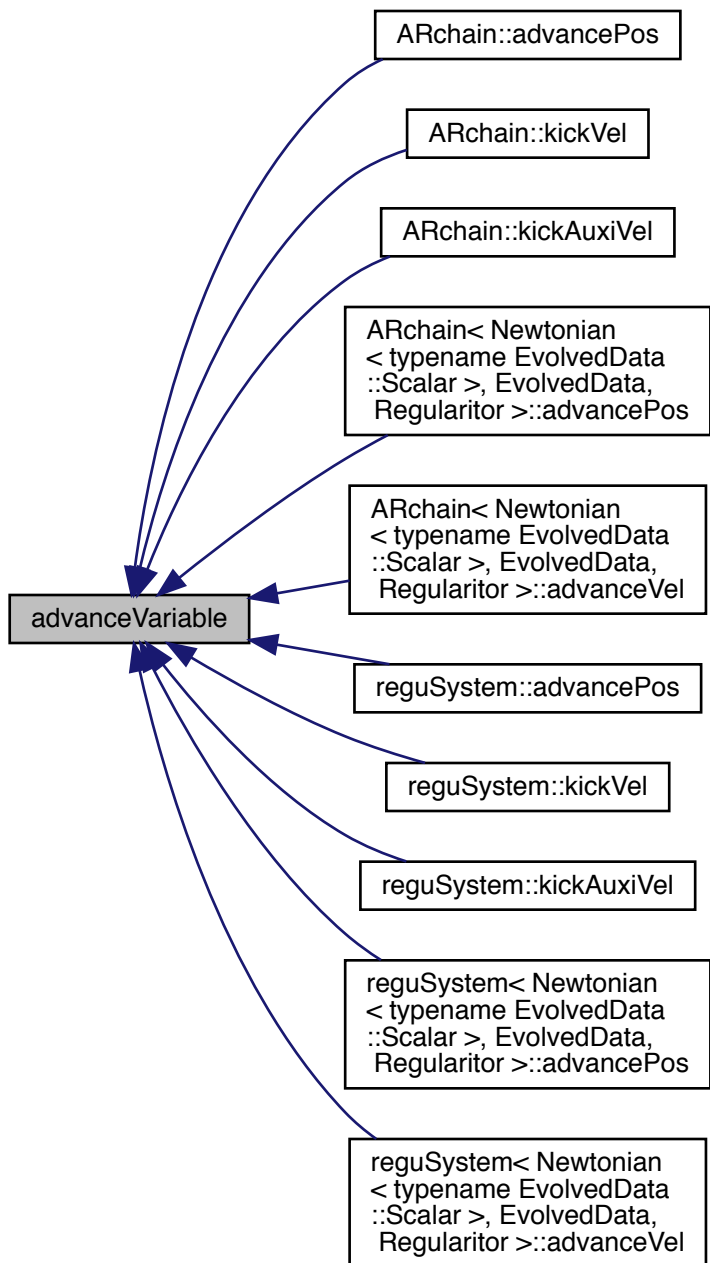 ARchain::advancePos
ARchain::kickVel
ARchain::kickAuxiVel
ARchain< Newtonian
< typename EvolvedData
::Scalar >, EvolvedData,
Regularitor >::advancePos
ARchain< Newtonian
< typename EvolvedData
::Scalar >, EvolvedData,
Regularitor >::advanceVel
advanceVariable
reguSystem::advancePos
reguSystem::kickVel
reguSystem::kickAuxiVel
reguSystem< Newtonian
< typename EvolvedData
::Scalar >, EvolvedData,
Regularitor >::advancePos
reguSystem< Newtonian
< typename EvolvedData
::Scalar >, EvolvedData,
Regularitor >::advanceVel